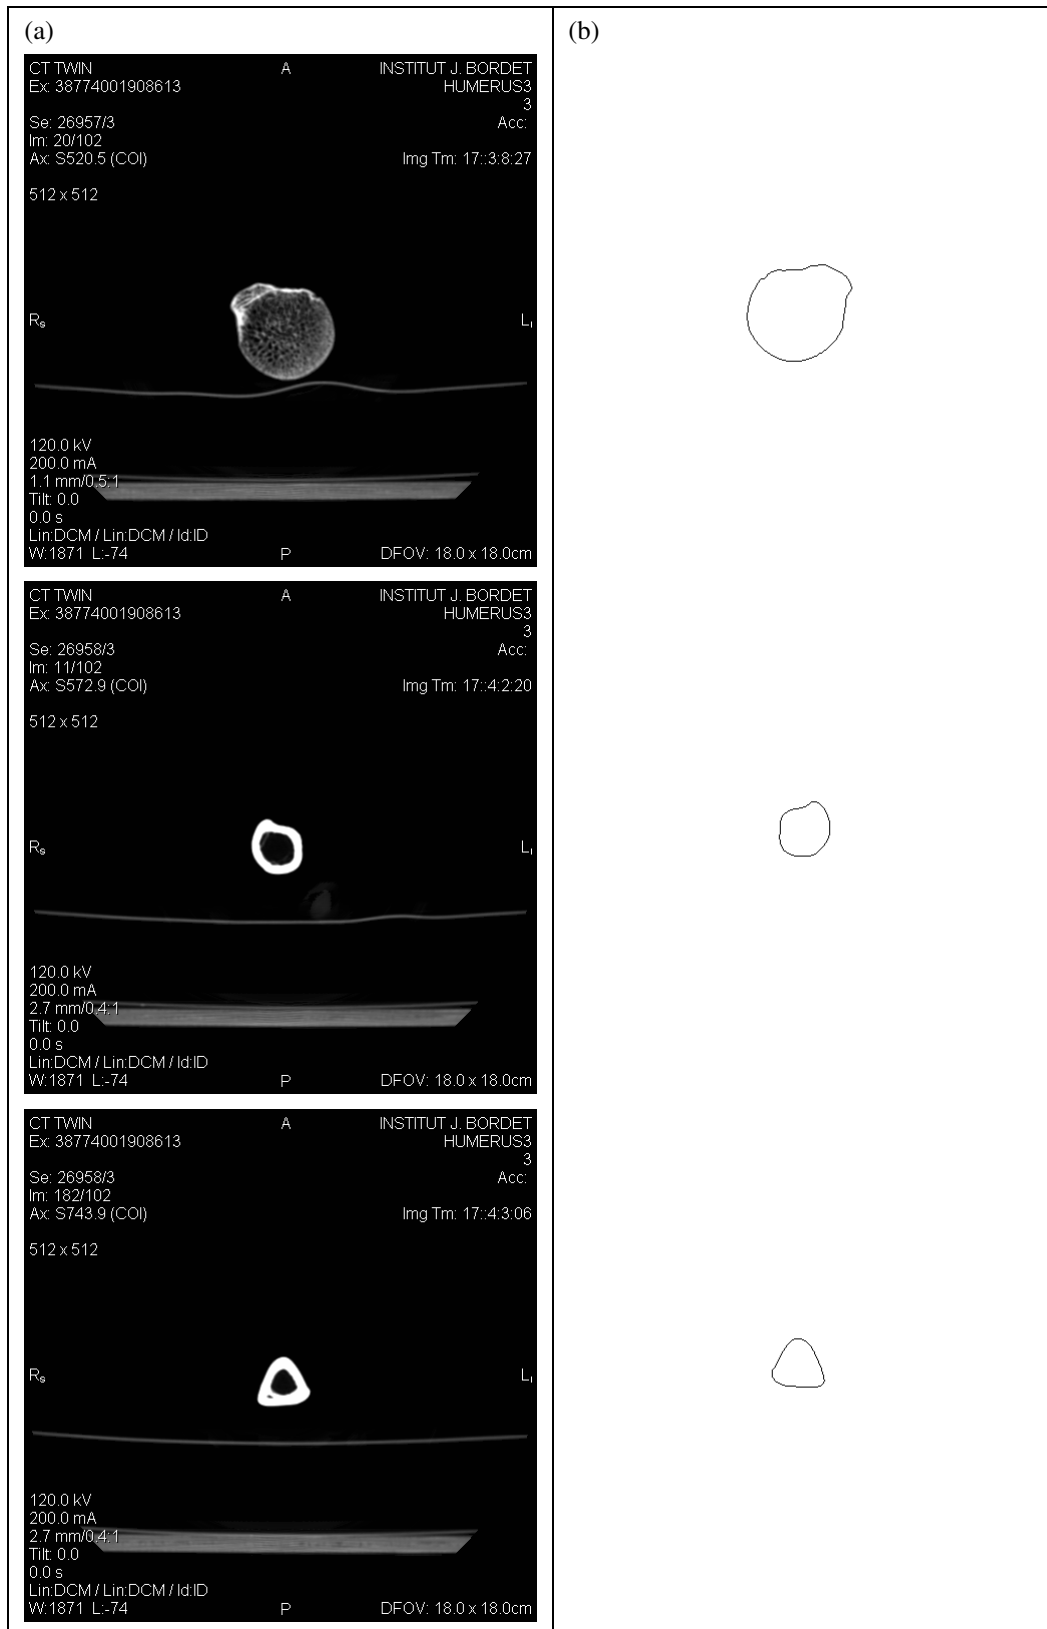 (a)
(b)
CT TWIN
A
INSTITUT J. BORDET
Ex: 38774001908613
HUMERUS3
3
Se: 26957/3
Acc:
Im: 20/102
Ax: S520.5 (COI)
Img Tm: 17::3:8:27
512 x 512
Rs
LI
120.0 kV
200.0 mA
1.1 mm/0.5:1
Tilt: 0.0
0.0 s
Lin:DCM / Lin:DCM / Id:ID
W:1871 L:-74
P
DFOV: 18.0 x 18.0cm
CT TWIN
A
INSTITUT J. BORDET
Ex: 38774001908613
HUMERUS3
3
Se: 26958/3
Acc:
Im: 11/102
Ax: S572.9 (COI)
Img Tm: 17::4:2:20
512 x 512
Rs
LI
120.0 kV
200.0 mA
2.7 mm/0.4:1
Tilt: 0.0
0.0 s
Lin:DCM / Lin:DCM / Id:ID
W:1871 L:-74
P
DFOV: 18.0 x 18.0cm
CT TWIN
A
INSTITUT J. BORDET
Ex: 38774001908613
HUMERUS3
3
Se: 26958/3
Acc:
Im: 182/102
Ax: S743.9 (COI)
Img Tm: 17::4:3:06
512 x 512
Rs
LI
120.0 kV
200.0 mA
2.7 mm/0.4:1
Tilt: 0.0
0.0 s
Lin:DCM / Lin:DCM / Id:ID
W:1871 L:-74
P
DFOV: 18.0 x 18.0cm